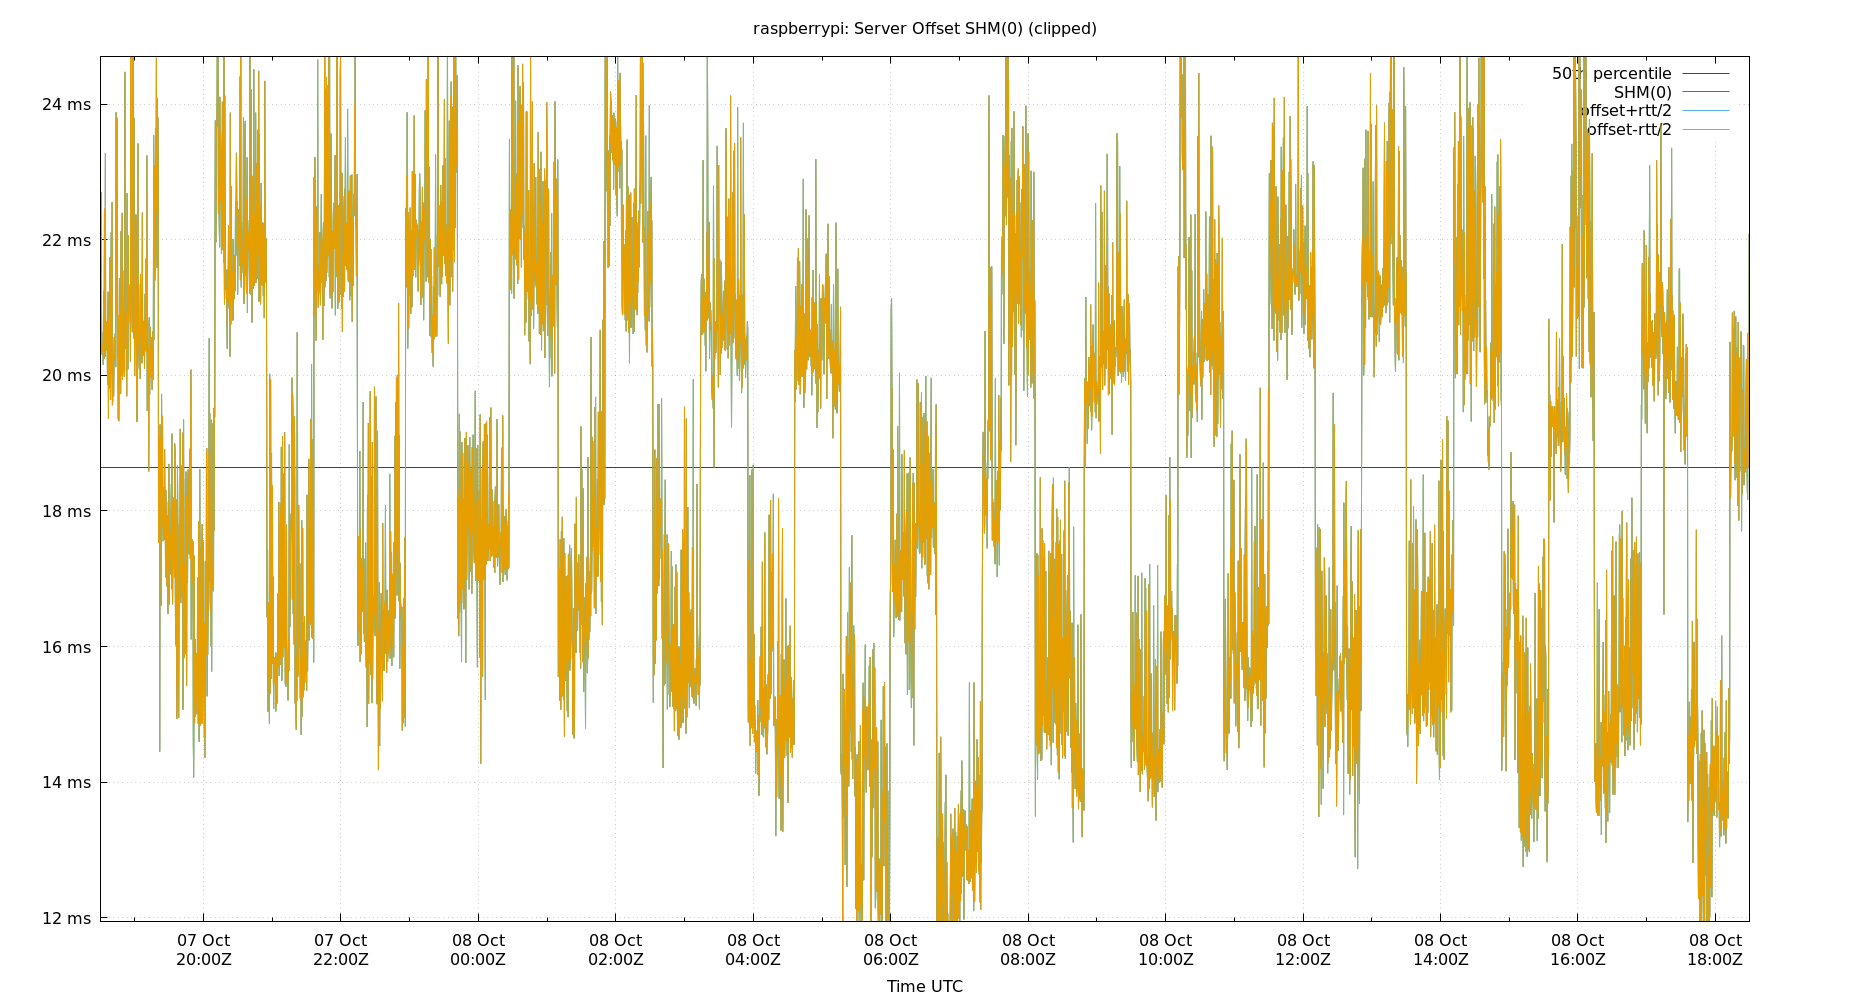 raspberrypi: Server Offset SHM(0) (clipped)
50th percentile
SHM(0)
offset+rtt/2
offset-rtt/2
24 ms
22 ms
20 ms
18 ms
16 ms
14 ms
12 ms
07 Oct 07 Oct 08 Oct 08 Oct 08 Oct 08 Oct 08 Oct 08 Oct 08 Oct 08 Oct 08 Oct 08 Oct
20:00Z 22:00Z 00:00Z 02:00Z 04:00Z 06:00Z 08:00Z 10:00Z 12:00Z 14:00Z 16:00Z 18:00Z
Time UTC